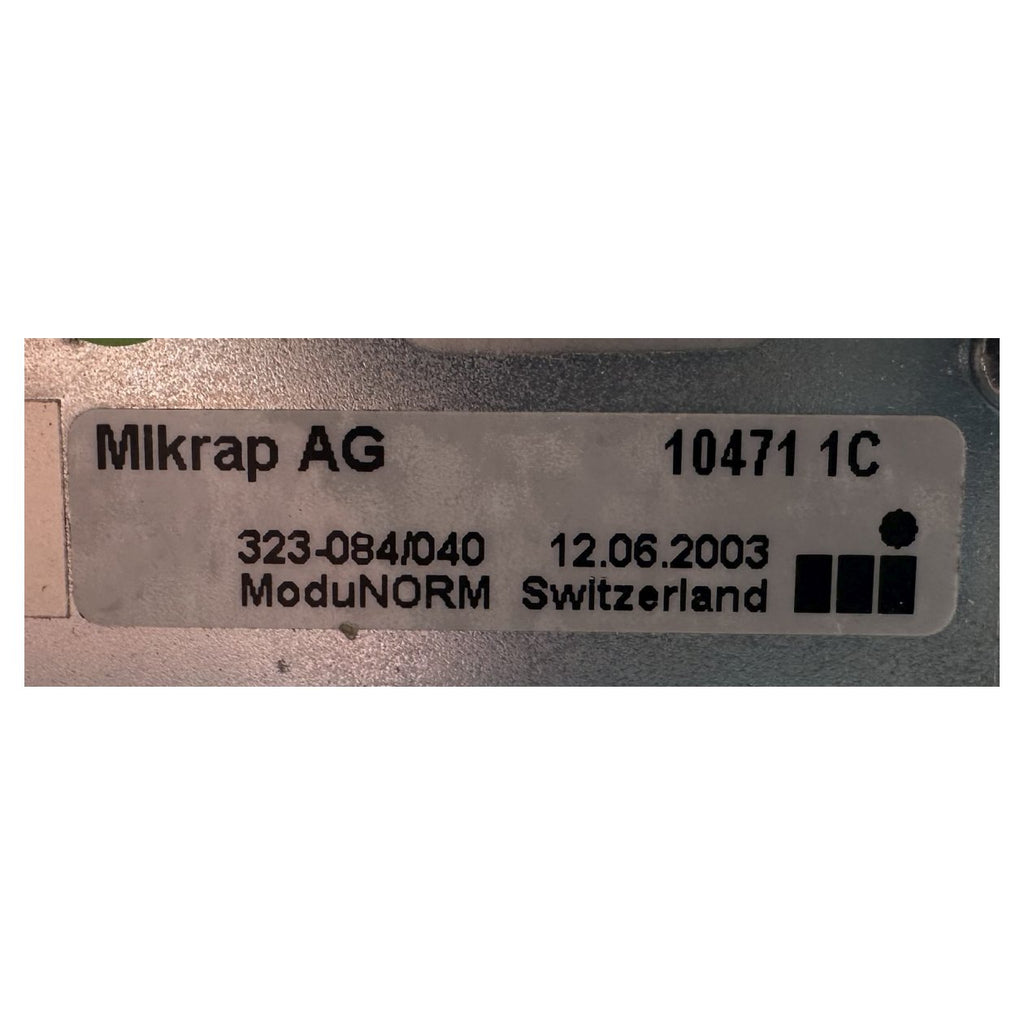 Mikrap AG 10471 1C
323-084/040 12.06.2003
ModuNORM Switzerland